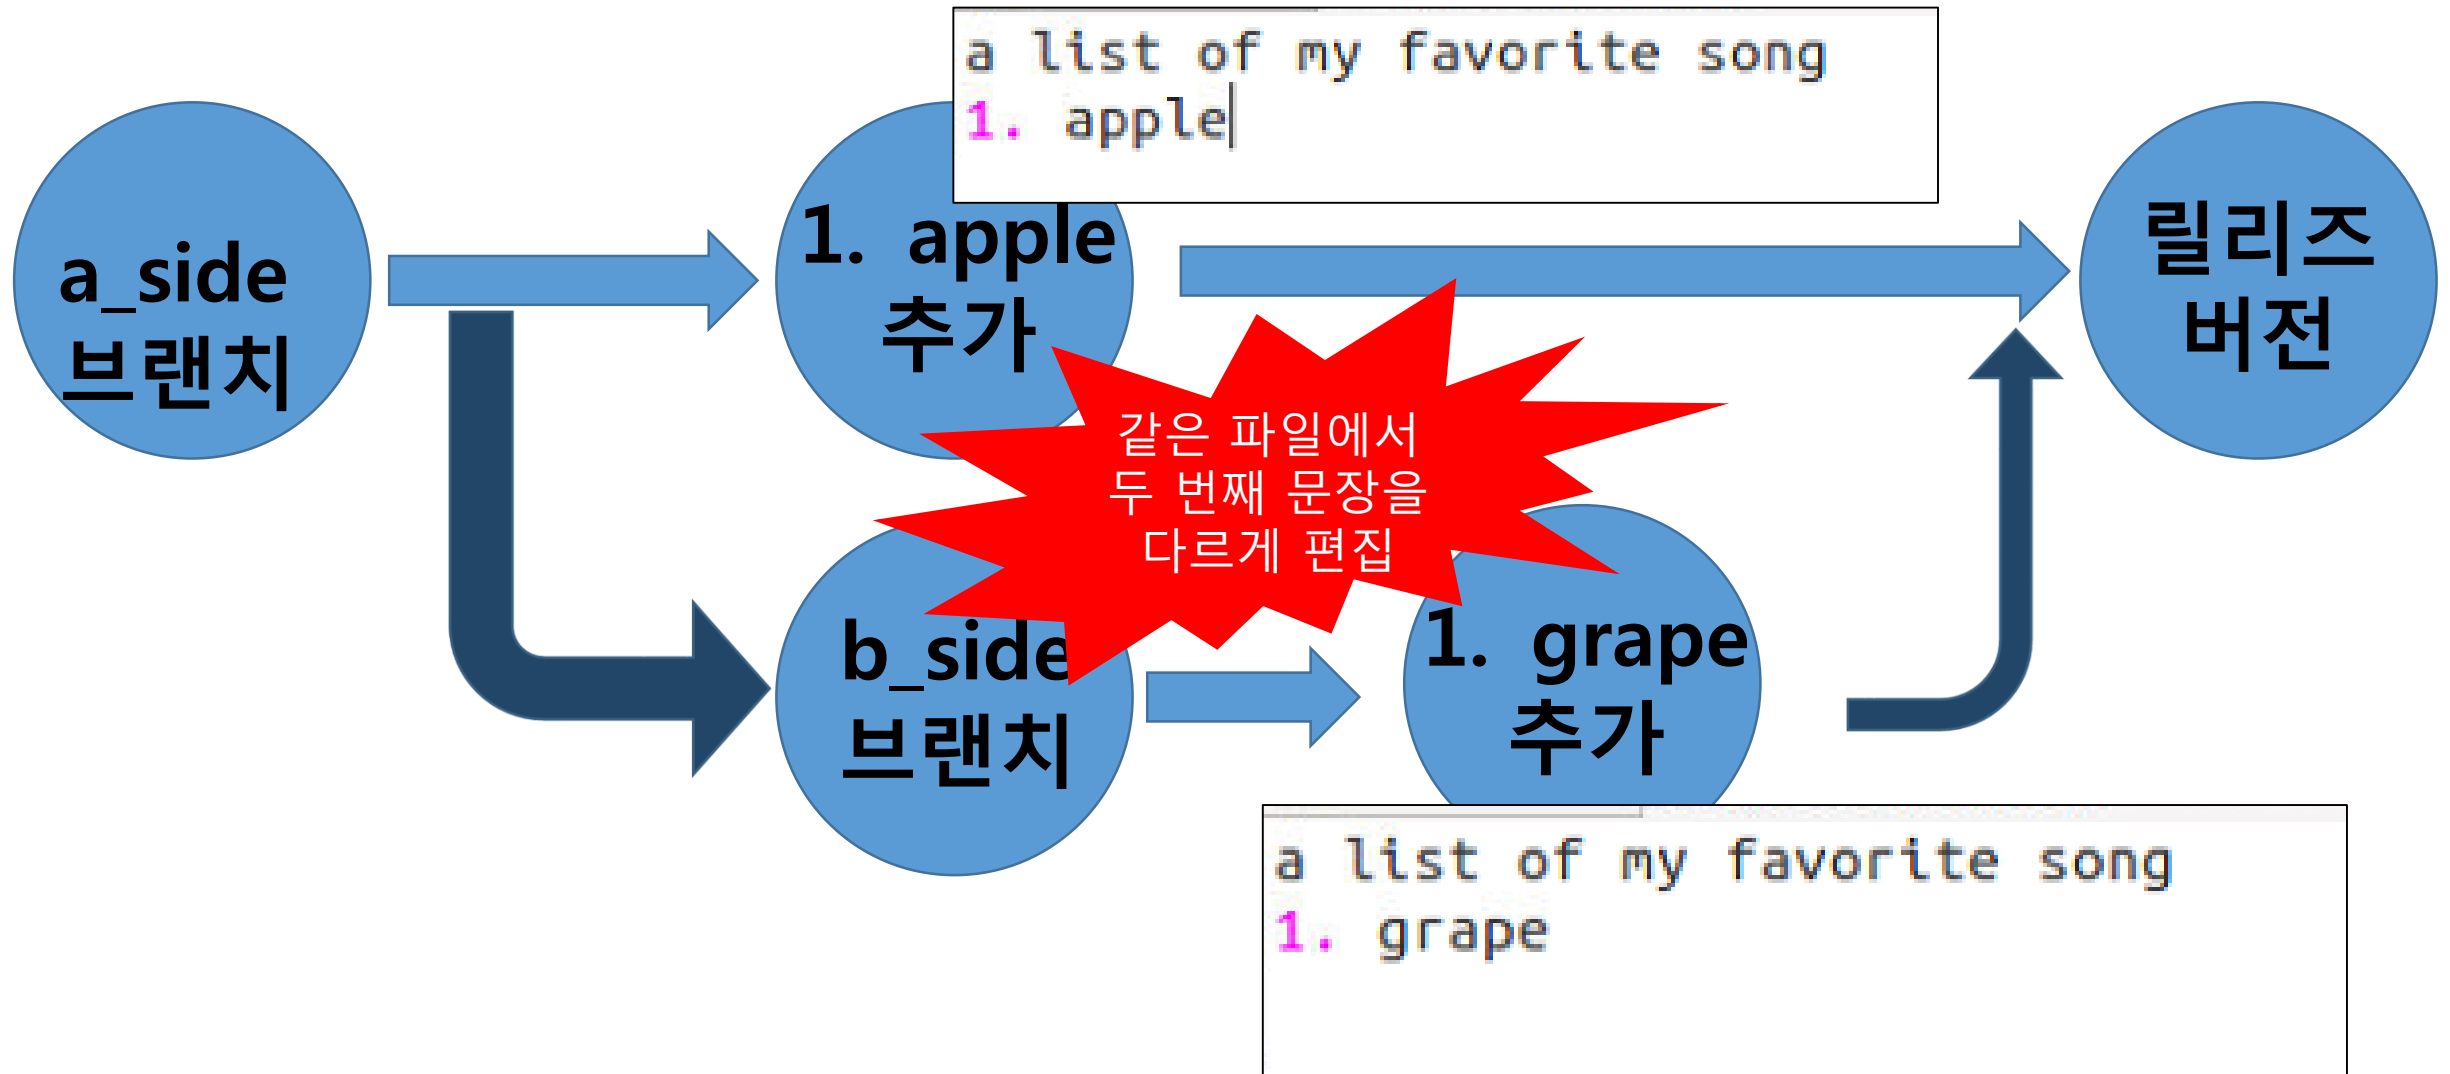 a list of my favorite song
1. apple
a_side
브랜치
1. apple
추가
릴리즈
버전
같은 파일에서
두 번째 문장을
다르게 편집
b_side
브랜치
1. grape
추가
a list of my favorite song
1. grape